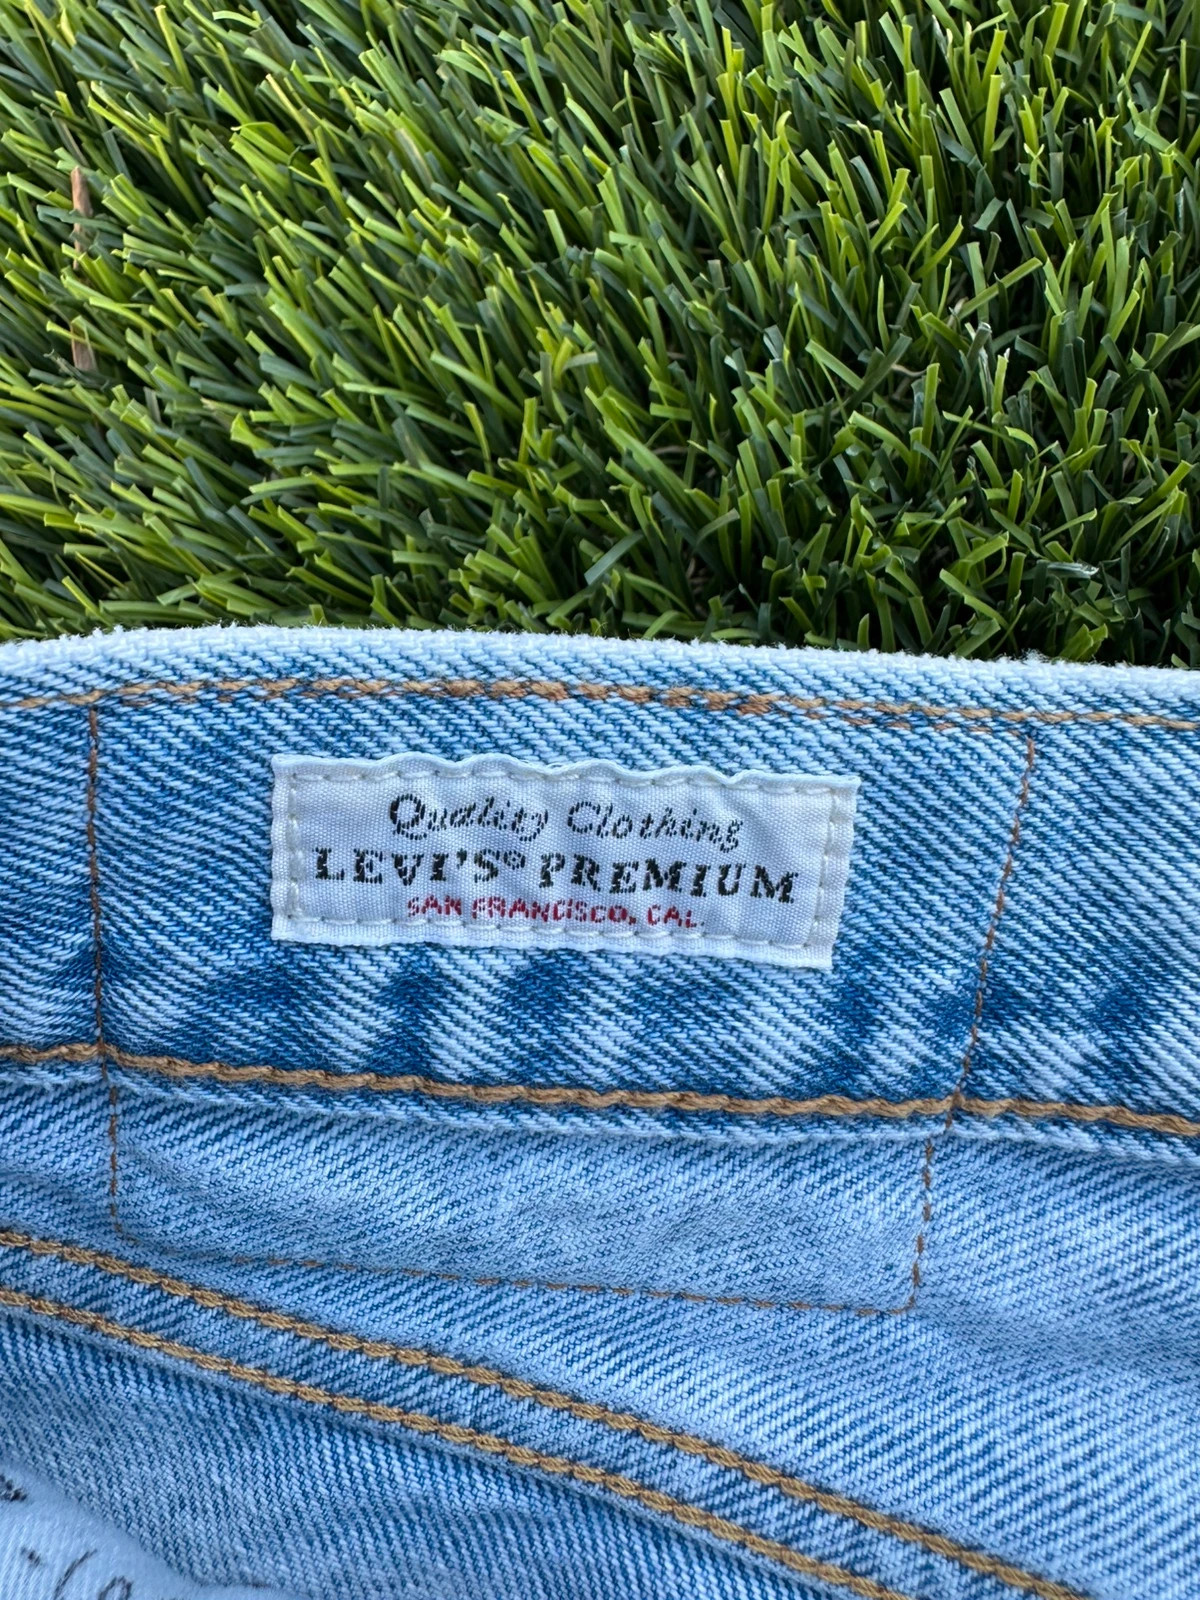 Quality Clothing
LEVI'S® PREMIUM
SAN FRANCISCO, CAL.